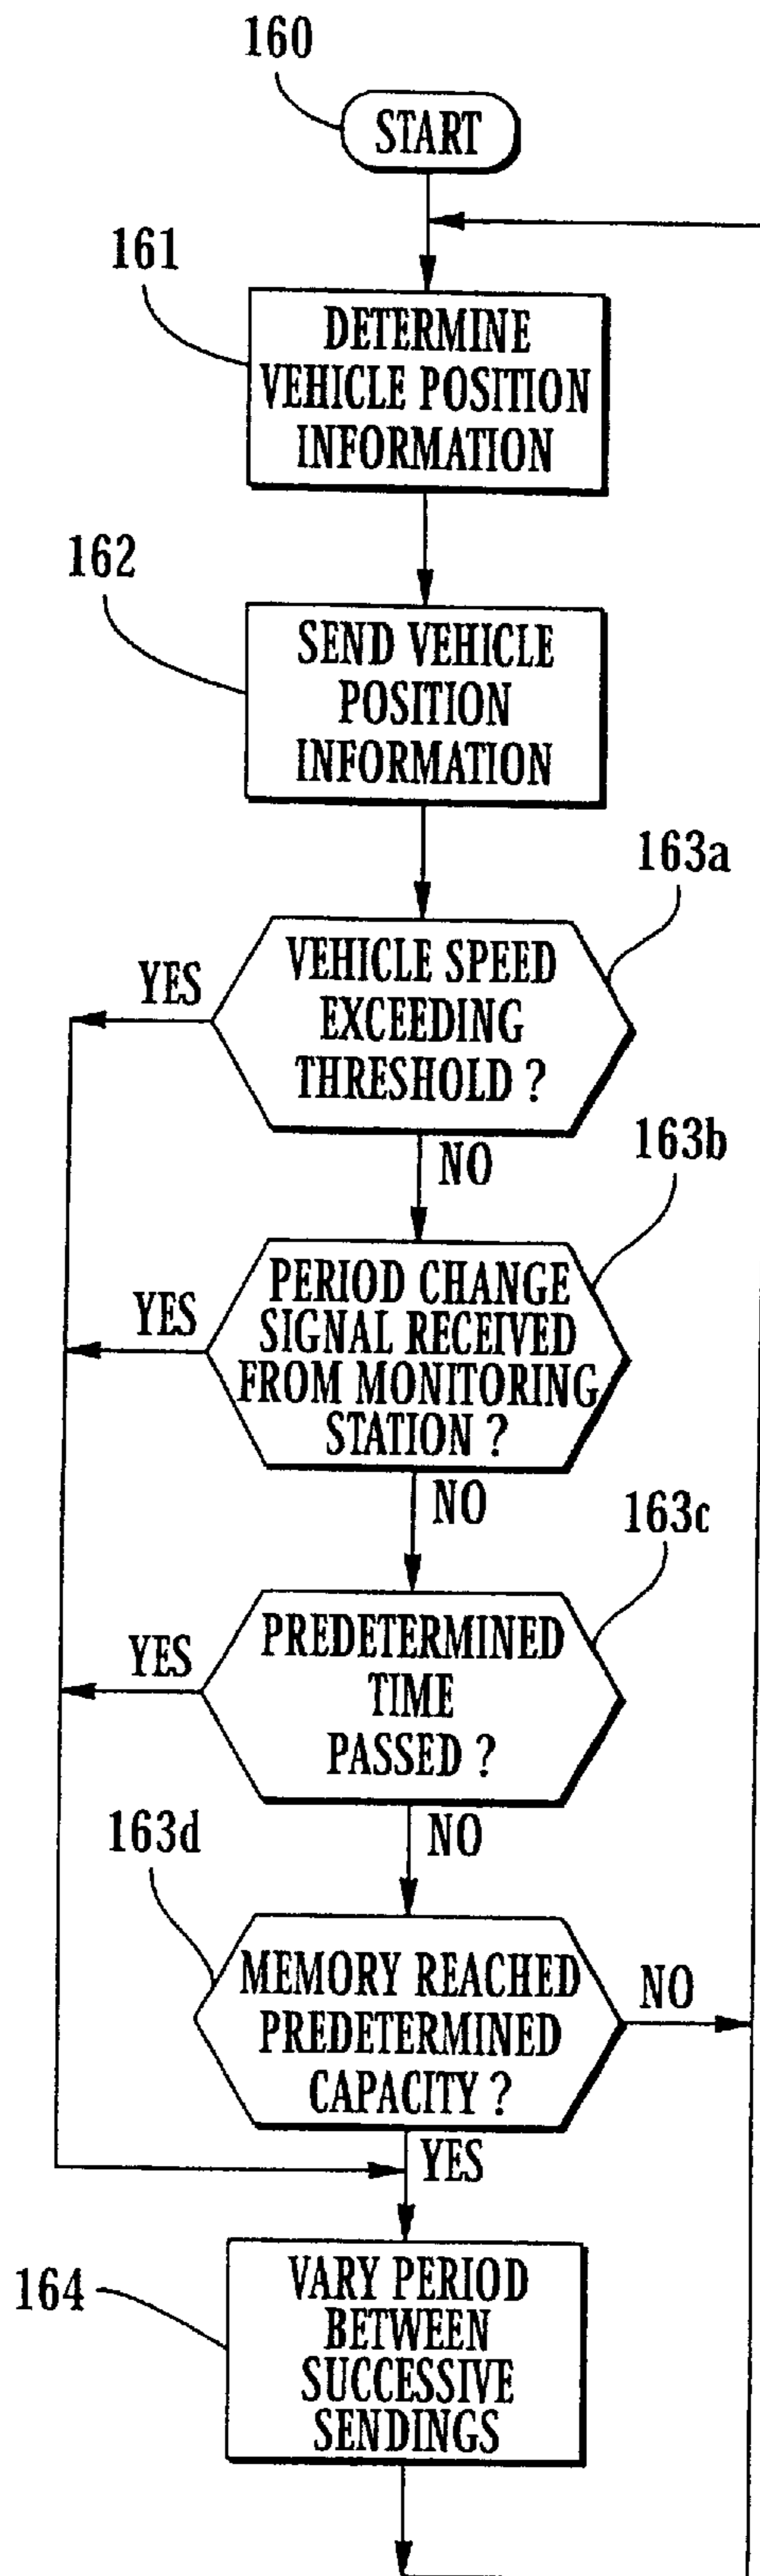 160
START
161
DETERMINE
VEHICLE POSITION
INFORMATION
162
SEND VEHICLE
POSITION
INFORMATION
163a
VEHICLE SPEED
EXCEEDING
THRESHOLD ?
YES
NO
163b
PERIOD CHANGE
SIGNAL RECEIVED
FROM MONITORING
STATION ?
YES
NO
163c
PREDETERMINED
TIME
PASSED ?
YES
NO
163d
MEMORY REACHED
PREDETERMINED
CAPACITY ?
NO
YES
164
VARY PERIOD
BETWEEN
SUCCESSIVE
SENDINGS